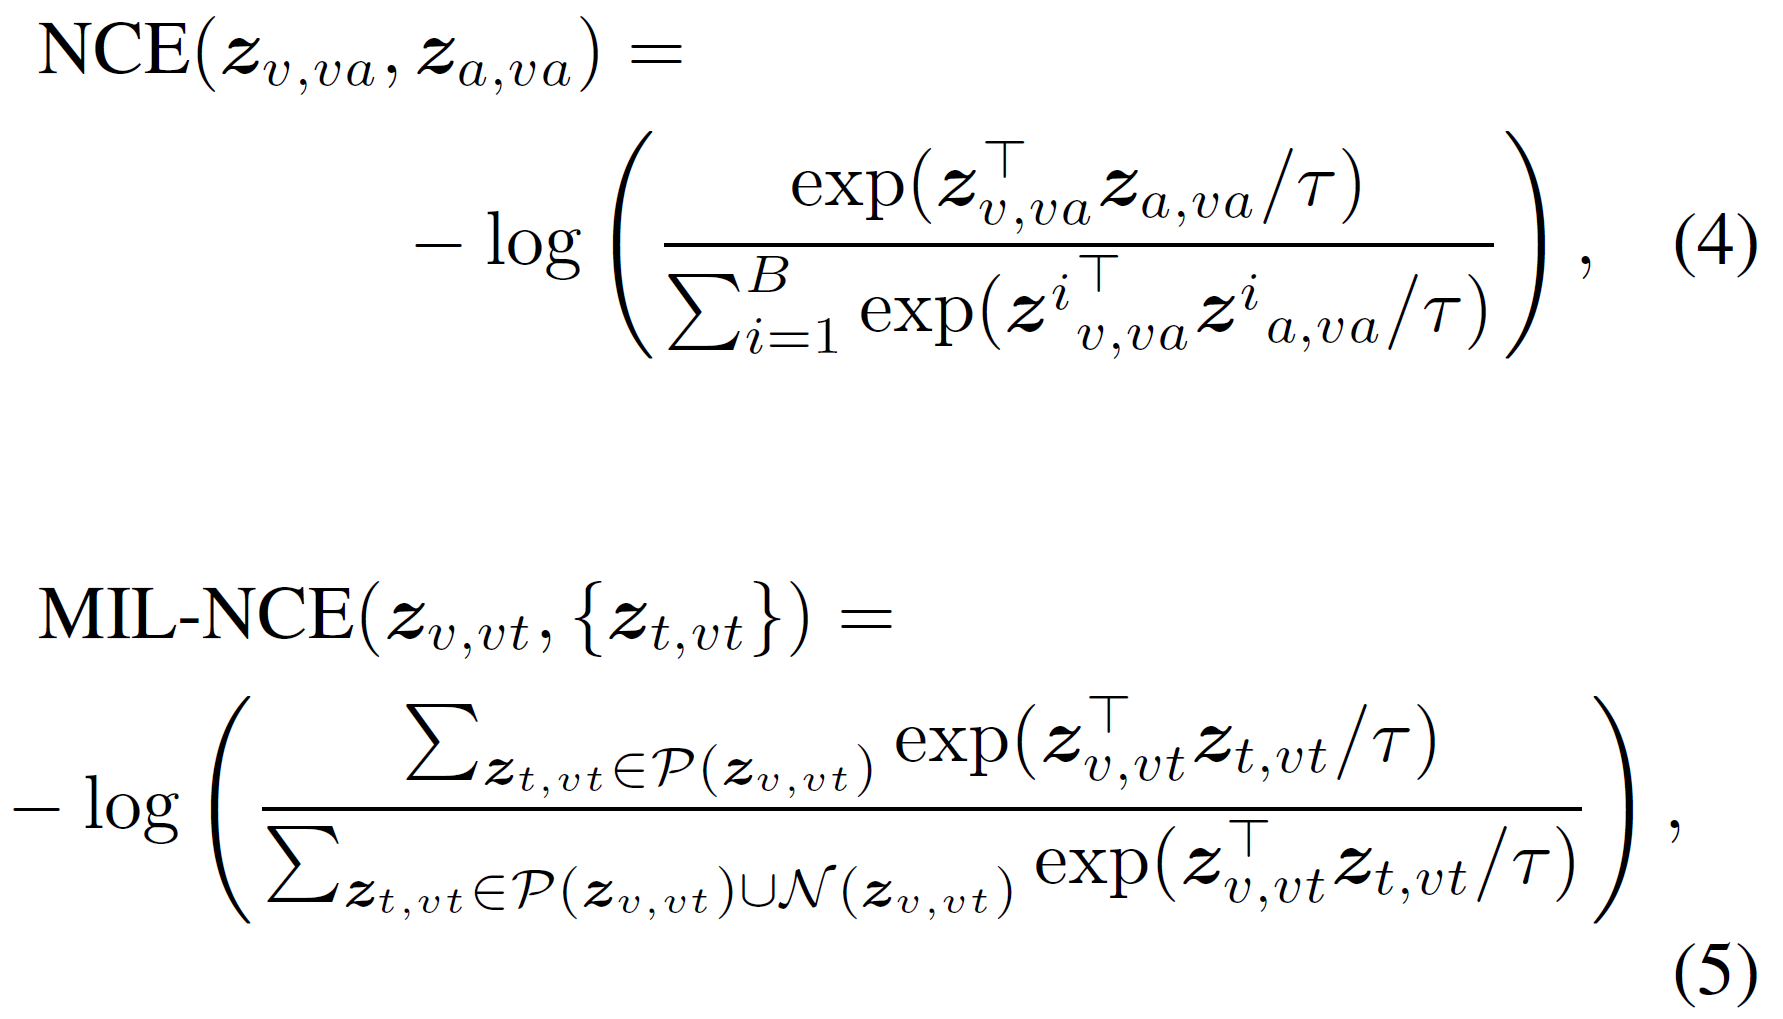 NCE(𝒛_{v,va}, 𝒛_{a,va}) =
− log ( \frac{exp(𝒛_{v,va}^⊤ 𝒛_{a,va}/τ)}{∑_{i=1}^{B} exp(𝒛^i{}_{v,va}^⊤ 𝒛^i{}_{a,va}/τ)} ) , (4)
MIL-NCE(𝒛_{v,vt}, {𝒛_{t,vt}}) =
− log ( \frac{∑_{𝒛_{t,vt}∈𝒫(𝒛_{v,vt})} exp(𝒛_{v,vt}^⊤ 𝒛_{t,vt}/τ)}{∑_{𝒛_{t,vt}∈𝒫(𝒛_{v,vt})∪𝒩(𝒛_{v,vt})} exp(𝒛_{v,vt}^⊤ 𝒛_{t,vt}/τ)} ) ,
(5)